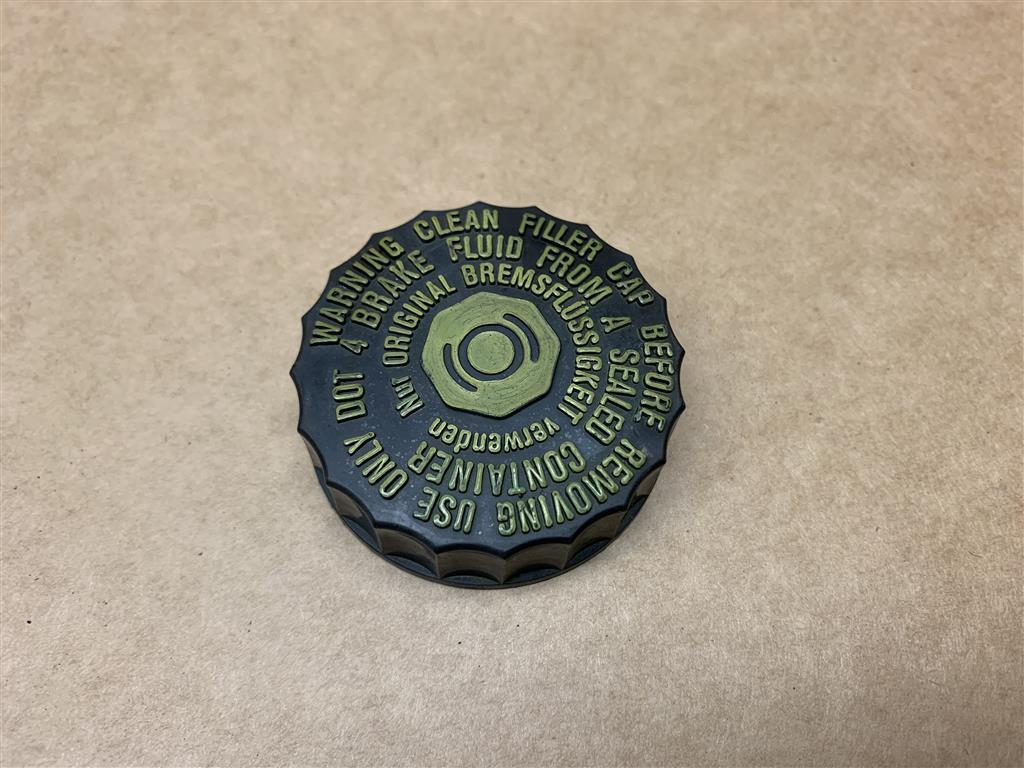 WARNING CLEAN FILLER CAP BEFORE REMOVING
USE ONLY DOT 4 BRAKE FLUID FROM A SEALED CONTAINER
Nur ORIGINAL BREMSFLÜSSIGKEIT verwenden